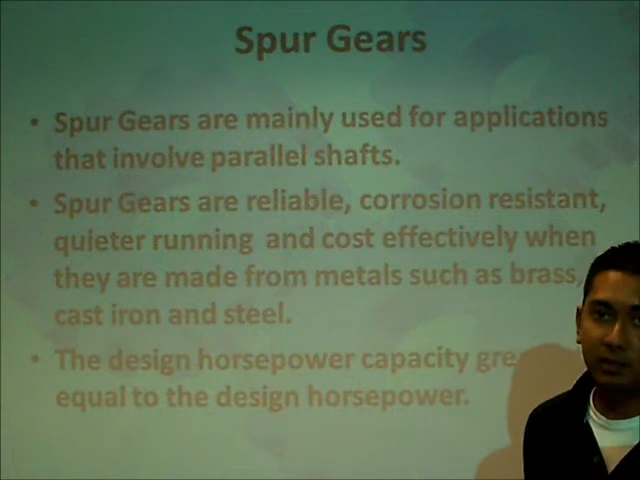 Spur Gears
• Spur Gears are mainly used for applications
that involve parallel shafts.
• Spur Gears are reliable, corrosion resistant,
quieter running and cost effectively when
they are made from metals such as brass,
cast iron and steel.
• The design horsepower capacity
equal to the design horsepower.